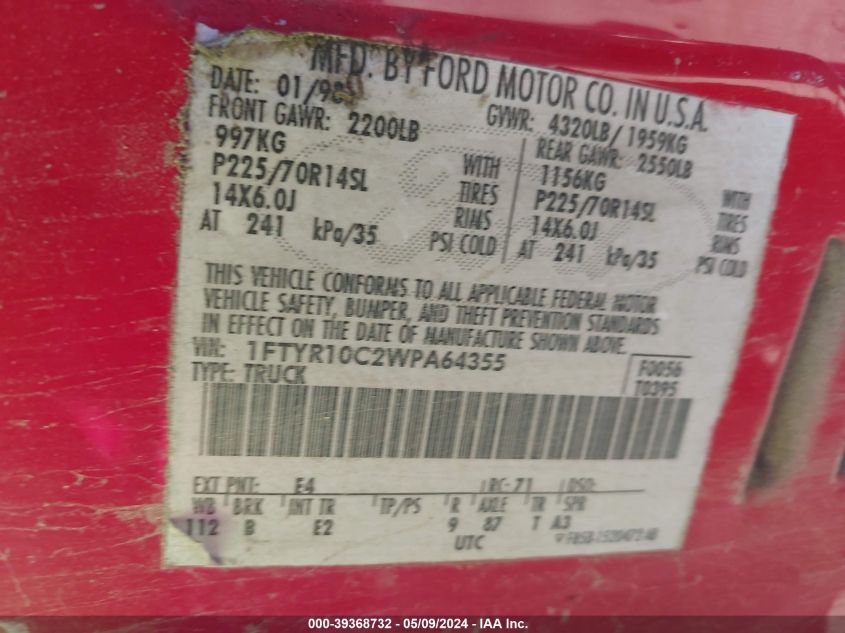 MFD. BY FORD MOTOR CO. IN U.S.A.
DATE: 01/98 GVWR: 4320LB/ 1959KG
FRONT GAWR: 2200LB REAR GAWR: 2550LB
997KG WITH 1156KG WITH
P225/70R14SL TIRES P225/70R14SL TIRES
14X6.0J RIMS 14X6.0J RIMS
AT 241 kPa/35 PSI COLD AT 241 kPa/35 PSI COLD
THIS VEHICLE CONFORMS TO ALL APPLICABLE FEDERAL MOTOR
VEHICLE SAFETY, BUMPER, AND THEFT PREVENTION STANDARDS
IN EFFECT ON THE DATE OF MANUFACTURE SHOWN ABOVE.
VIN: 1FTYR10C2WPA64355 F0056
TYPE: TRUCK T0395
EXT PNT: E4 RC: 71 DSO:
WB BRK INT TR TP/PS R AXLE TR SPR
112 B E2 9 87 T A3
UTC
000-39368732 - 05/09/2024 - IAA Inc.